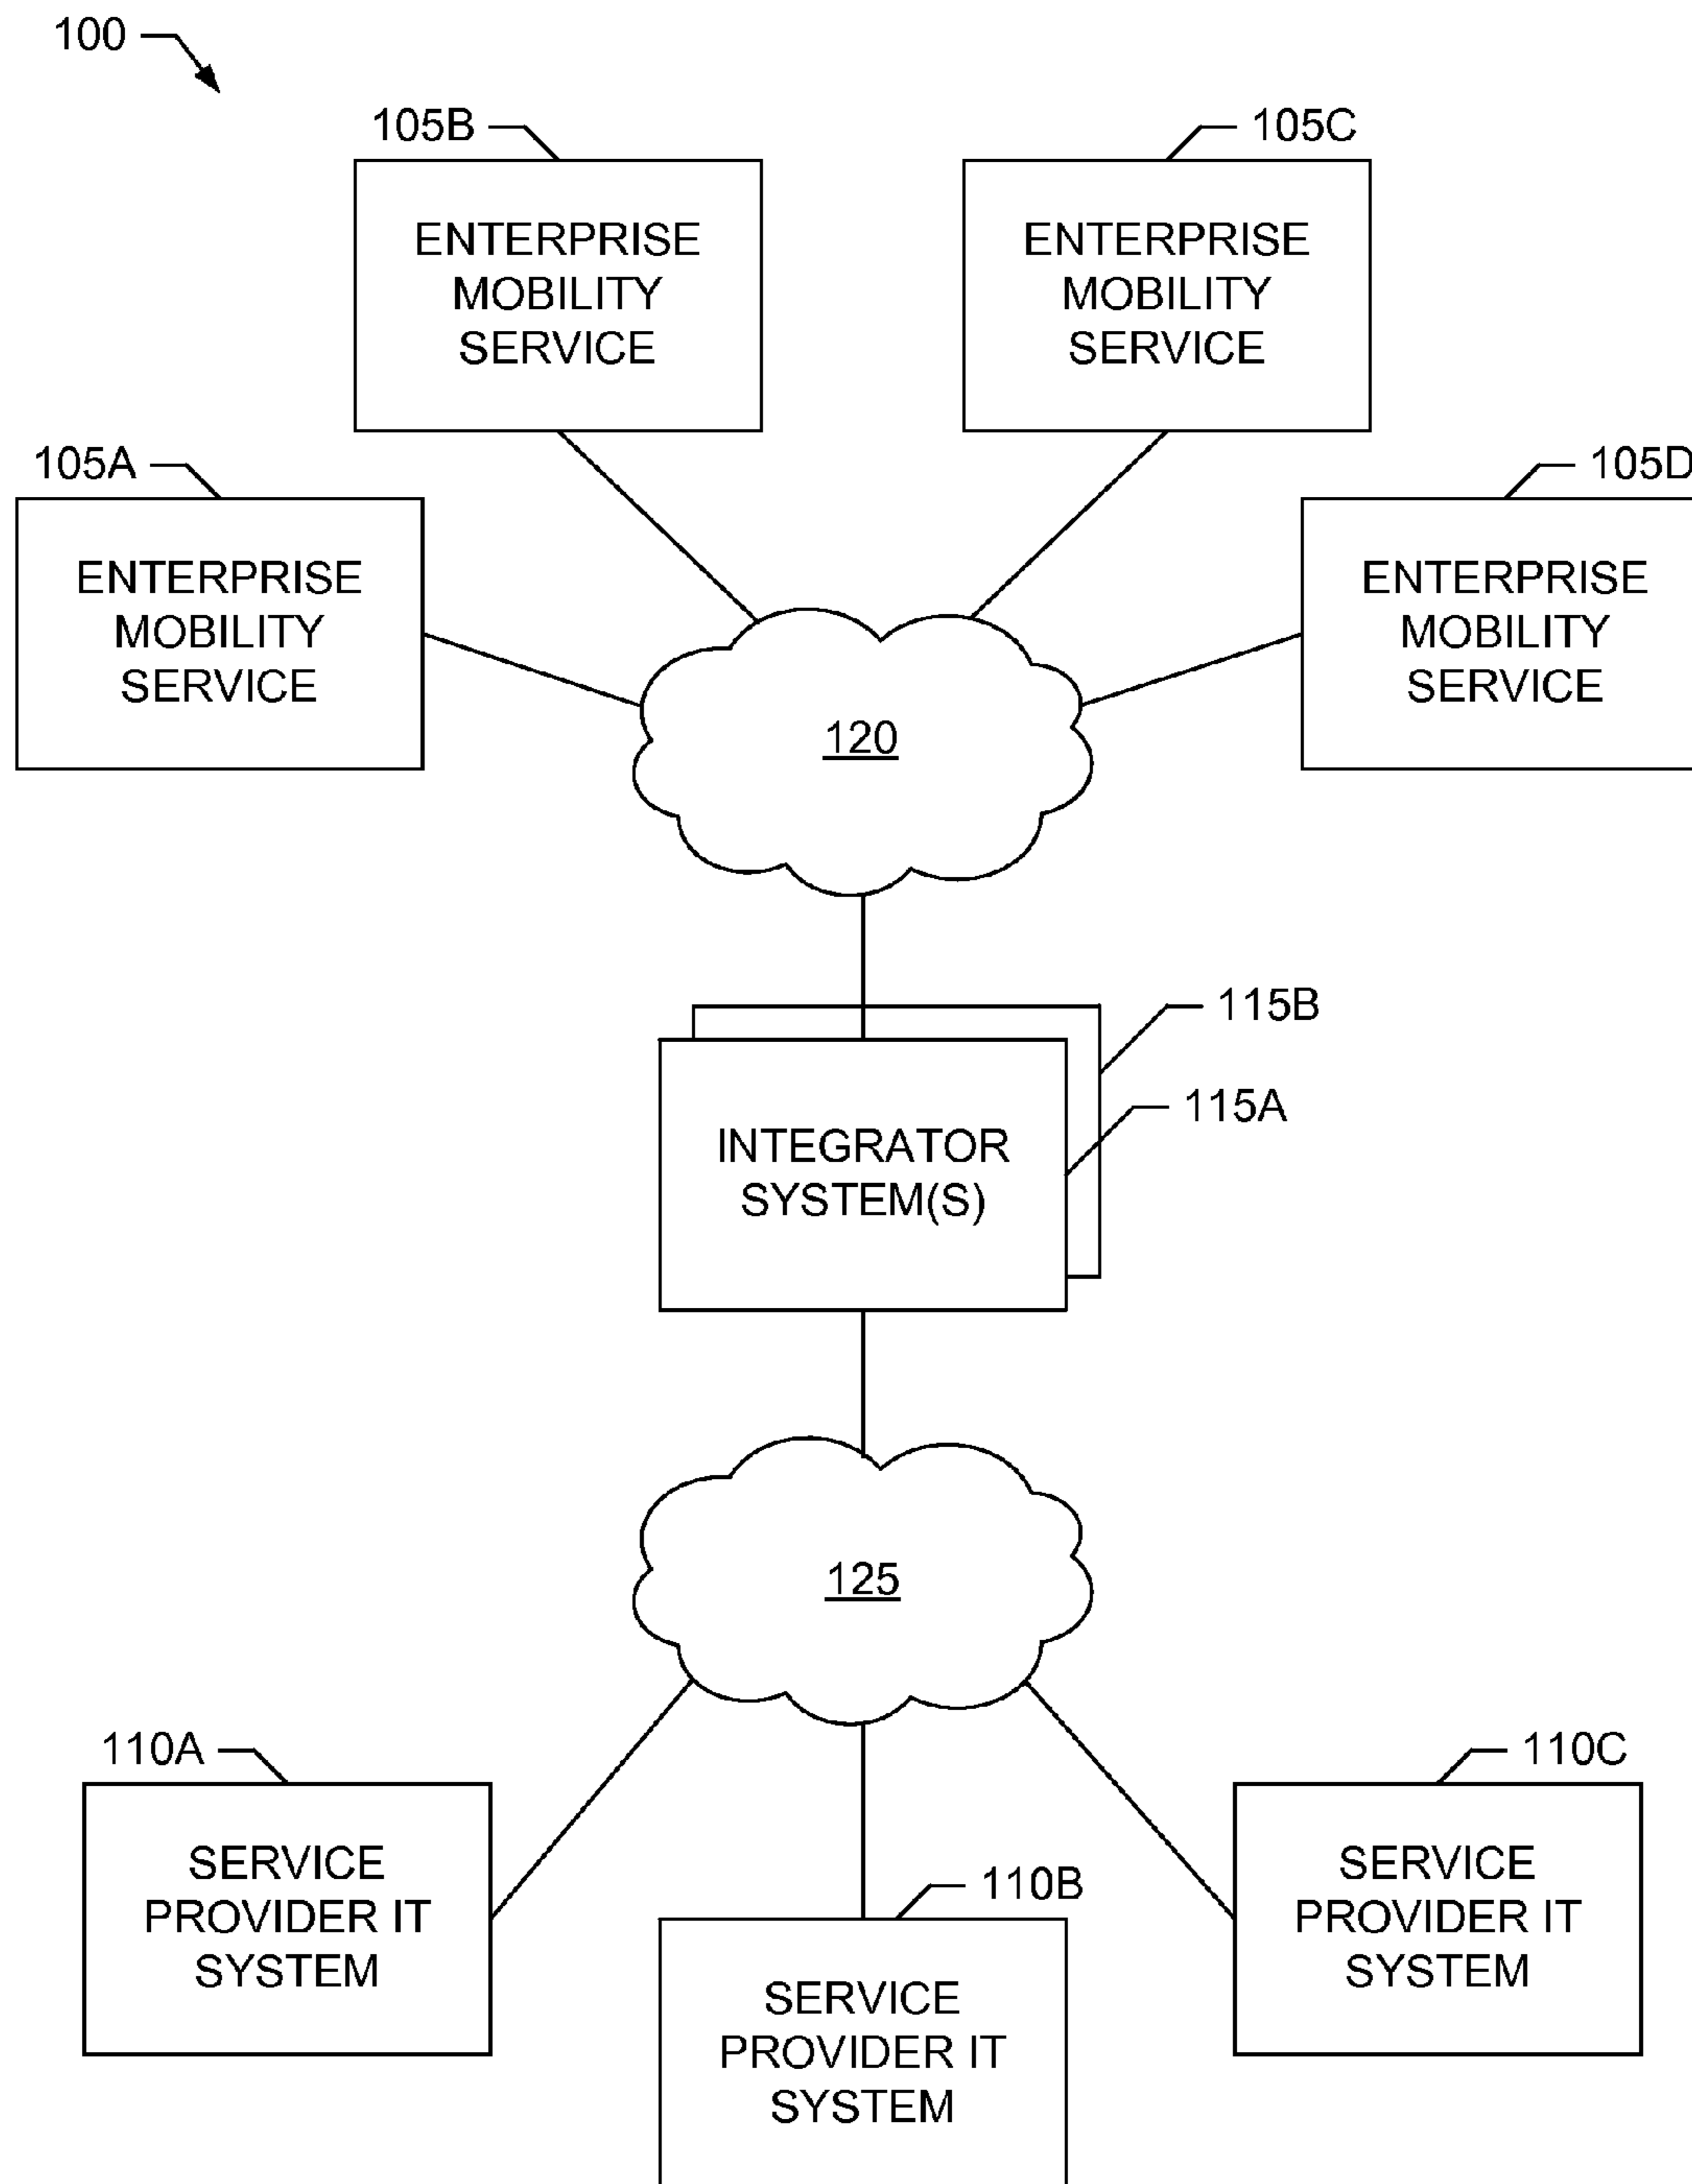 100
105B
105C
ENTERPRISE
MOBILITY
SERVICE
ENTERPRISE
MOBILITY
SERVICE
105A
105D
ENTERPRISE
MOBILITY
SERVICE
ENTERPRISE
MOBILITY
SERVICE
120
115B
115A
INTEGRATOR
SYSTEM(S)
125
110A
110C
SERVICE
PROVIDER IT
SYSTEM
SERVICE
PROVIDER IT
SYSTEM
110B
SERVICE
PROVIDER IT
SYSTEM